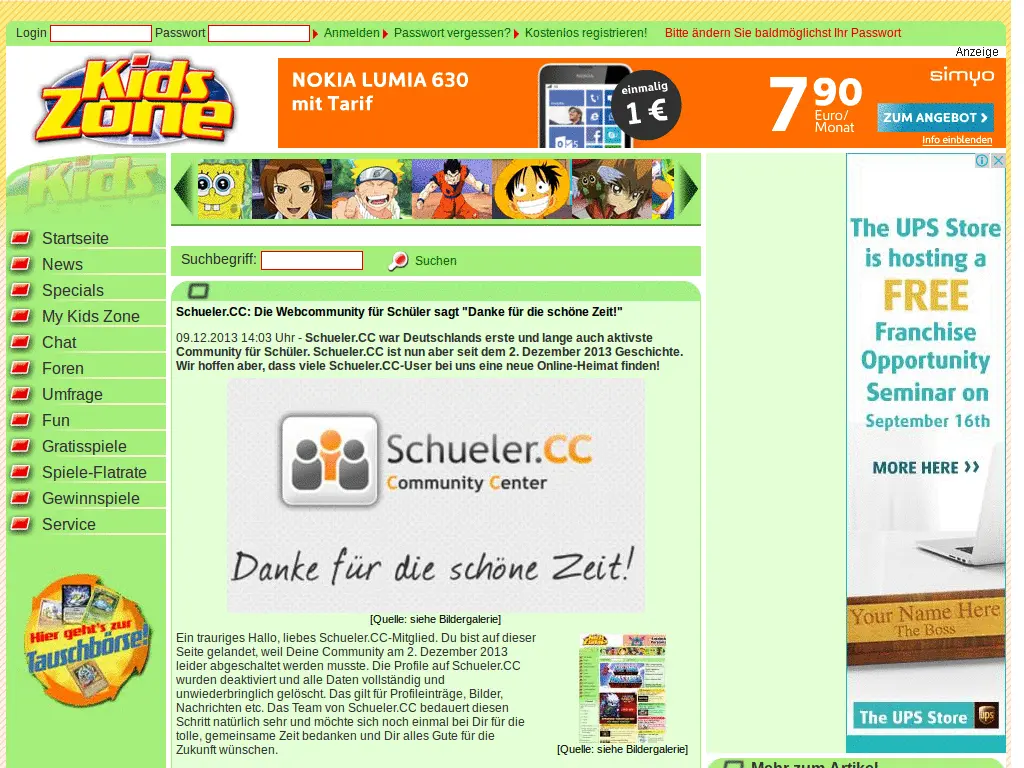 Login Passwort Anmelden Passwort vergessen? Kostenlos registrieren! Bitte ändern Sie baldmöglichst Ihr Passwort
Anzeige
Kids
Zone
NOKIA LUMIA 630
mit Tarif
einmalig
1 €
7 90
Euro/
Monat
simyo
ZUM ANGEBOT
Info einblenden
Kids
Startseite
News
Specials
My Kids Zone
Chat
Foren
Umfrage
Fun
Gratisspiele
Spiele-Flatrate
Gewinnspiele
Service
Hier geht's zur
Tauschbörse!
Suchbegriff: Suchen
Schueler.CC: Die Webcommunity für Schüler sagt "Danke für die schöne Zeit!"
09.12.2013 14:03 Uhr - Schueler.CC war Deutschlands erste und lange auch aktivste
Community für Schüler. Schueler.CC ist nun aber seit dem 2. Dezember 2013 Geschichte.
Wir hoffen aber, dass viele Schueler.CC-User bei uns eine neue Online-Heimat finden!
Schueler.CC
Community Center
Danke für die schöne Zeit!
[Quelle: siehe Bildergalerie]
Ein trauriges Hallo, liebes Schueler.CC-Mitglied. Du bist auf dieser
Seite gelandet, weil Deine Community am 2. Dezember 2013
leider abgeschaltet werden musste. Die Profile auf Schueler.CC
wurden deaktiviert und alle Daten vollständig und
unwiederbringlich gelöscht. Das gilt für Profileinträge, Bilder,
Nachrichten etc. Das Team von Schueler.CC bedauert diesen
Schritt natürlich sehr und möchte sich noch einmal bei Dir für die
tolle, gemeinsame Zeit bedanken und Dir alles Gute für die
Zukunft wünschen.
[Quelle: siehe Bildergalerie]
The UPS Store
is hosting a
FREE
Franchise
Opportunity
Seminar on
September 16th
MORE HERE
Your Name Here
The Boss
The UPS Store
ups
Mehr zum Artikel